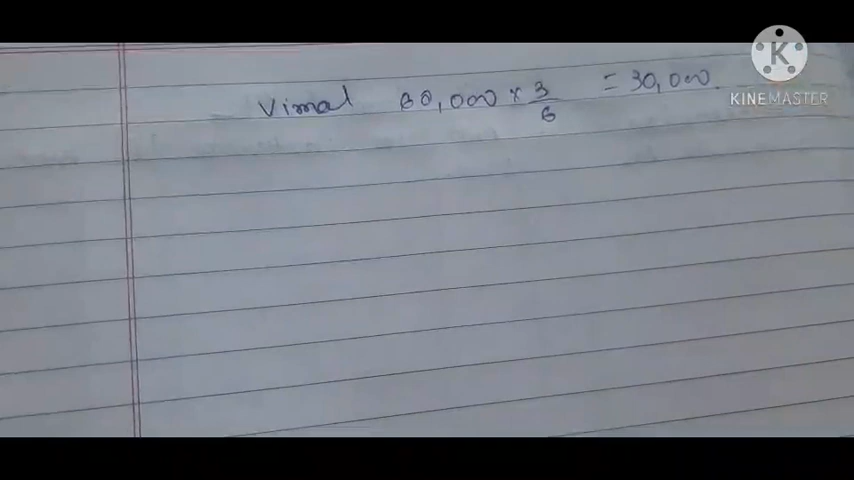 Vimal 60,000 × 3/6 = 30,000.
K
KINEMASTER